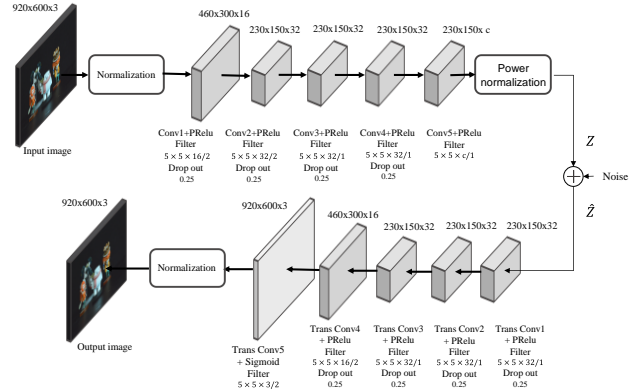 920x600x3
460x300x16
230x150x32
230x150x32
230x150x32
230x150x c
Normalization
Power
normalization
Conv1+PRelu
Filter
5 × 5 × 16/2
Drop out
0.25
Conv2+PRelu
Filter
5 × 5 × 32/2
Drop out
0.25
Conv3+PRelu
Filter
5 × 5 × 32/1
Drop out
0.25
Conv4+PRelu
Filter
5 × 5 × 32/1
Drop out
0.25
Conv5+PRelu
Filter
5 × 5 × c/1
Input image
Z
Noise
Ẑ
920x600x3
920x600x3
460x300x16
230x150x32
230x150x32
230x150x32
Normalization
Output image
Trans Conv5
+ Sigmoid
Filter
5 × 5 × 3/2
Trans Conv4
+ PRelu
Filter
5 × 5 × 16/2
Drop out
0.25
Trans Conv3
+ PRelu
Filter
5 × 5 × 32/1
Drop out
0.25
Trans Conv2
+ PRelu
Filter
5 × 5 × 32/1
Drop out
0.25
Trans Conv1
+ PRelu
Filter
5 × 5 × 32/1
Drop out
0.25